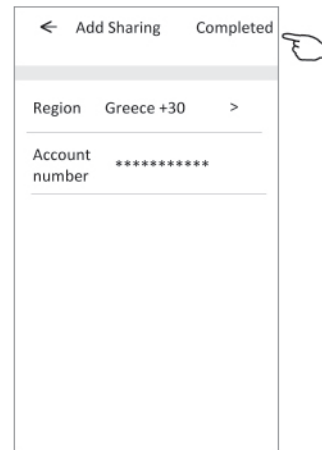 ← Add Sharing Completed
Region Greece +30 >
Account
number ***********